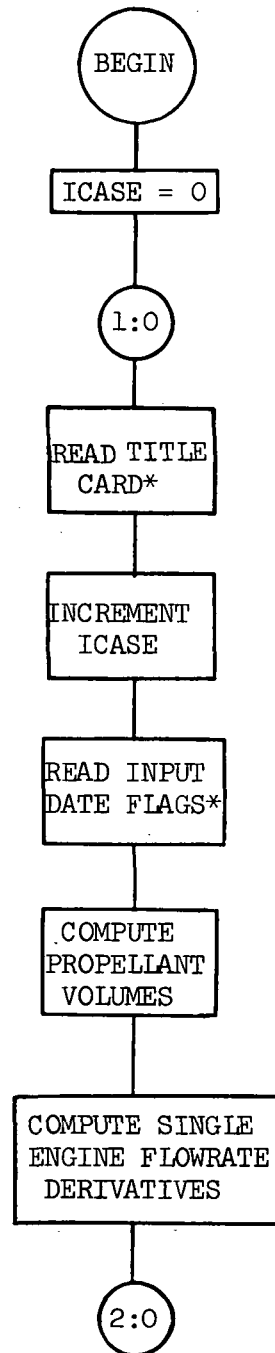 BEGIN
ICASE = 0
1:0
READ TITLE
CARD*
INCREMENT
ICASE
READ INPUT
DATE FLAGS*
COMPUTE
PROPELLANT
VOLUMES
COMPUTE SINGLE
ENGINE FLOWRATE
DERIVATIVES
2:0